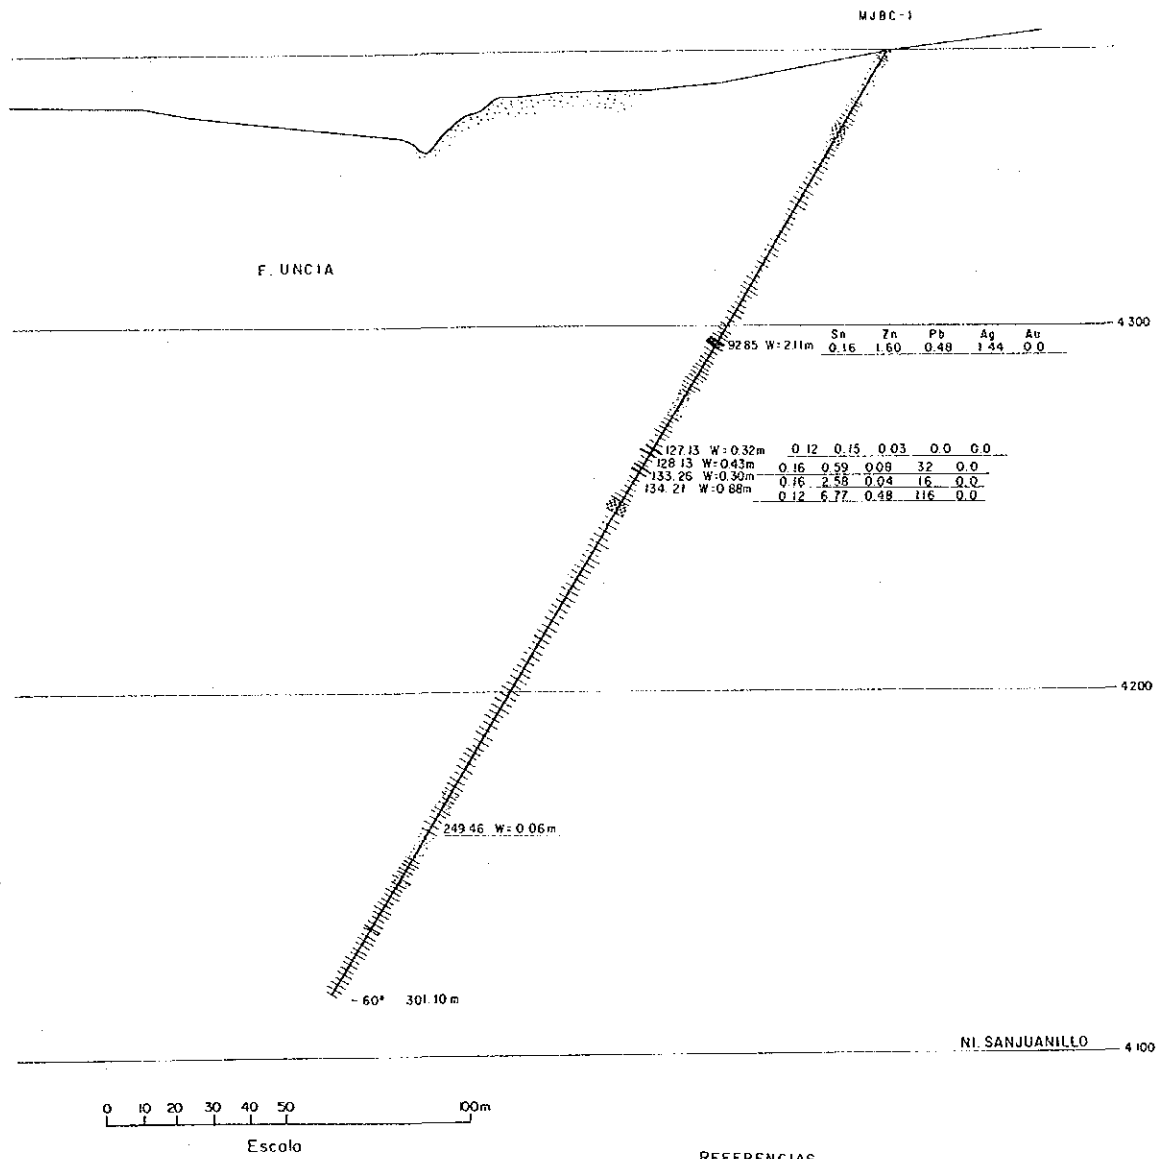 MJBC-1
F. UNCIA
4 300
Sn Zn Pb Ag Au
92.85 W=2.11m 0.16 1.60 0.48 144 0.0
127.13 W=0.32m 0.12 0.15 0.03 0.0 0.0
128.13 W=0.43m 0.16 0.59 0.08 32 0.0
133.26 W=0.30m 0.16 2.58 0.04 16 0.0
134.21 W=0.88m 0.12 6.77 0.48 116 0.0
4200
249.46 W=0.06m
-60° 301.10 m
NI. SANJUANILLO
4 100
0 10 20 30 40 50 100m
Escala
REFERENCIAS